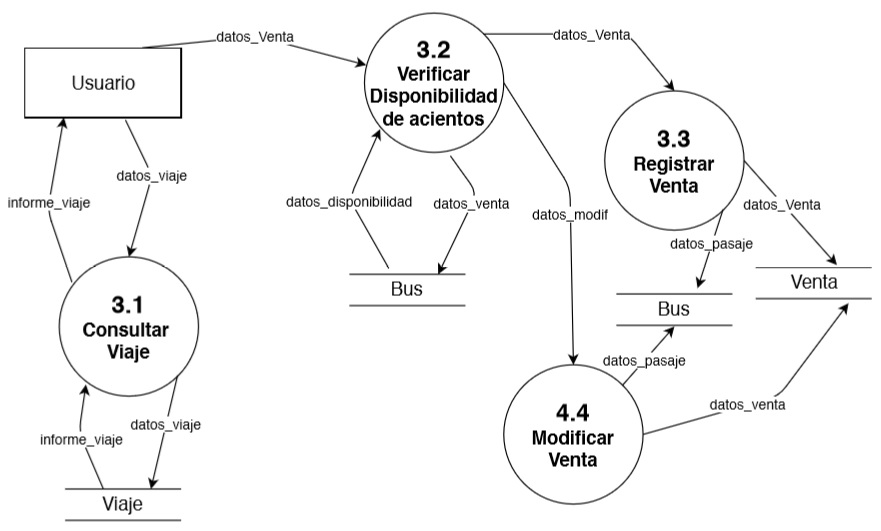 datos_Venta
3.2
Verificar
Disponibilidad
de acientos
datos_Venta
Usuario
3.3
Registrar
Venta
datos_viaje
informe_viaje
datos_disponibilidad
datos_venta
datos_modif
datos_Venta
datos_pasaje
Bus
Venta
Bus
3.1
Consultar
Viaje
datos_pasaje
datos_venta
4.4
Modificar
Venta
datos_viaje
informe_viaje
Viaje